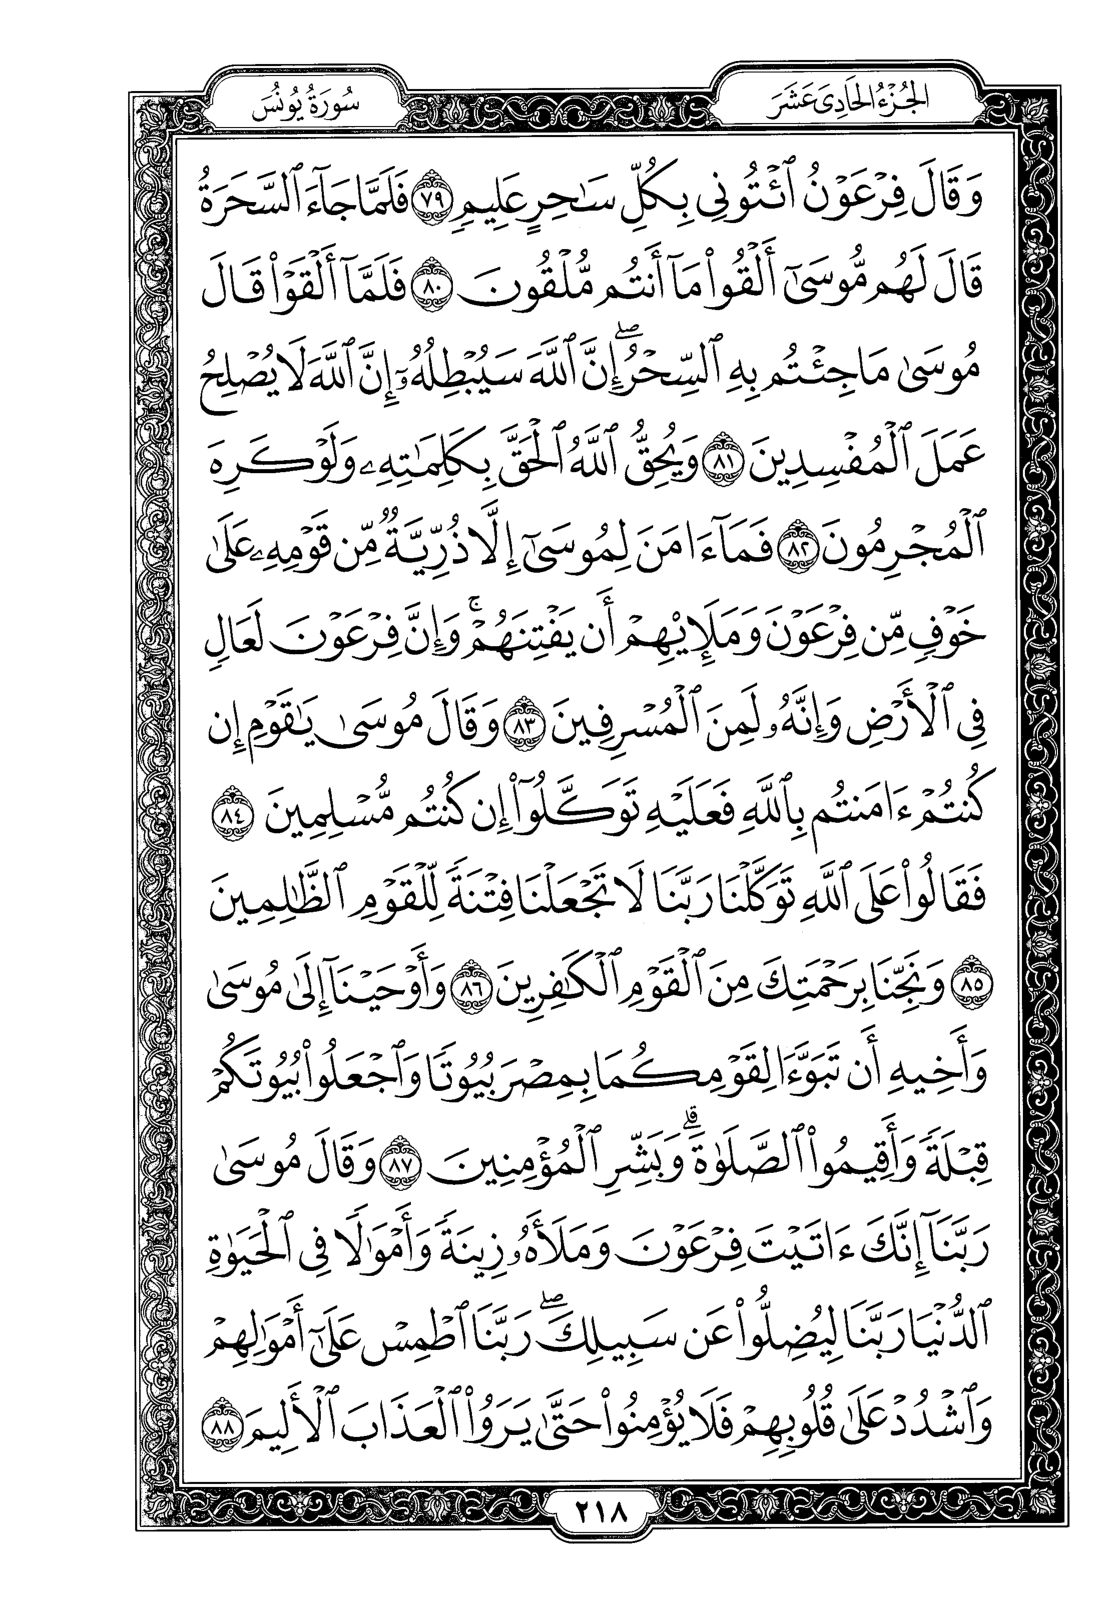 الجُزْءُ الحَادِىَ عَشَرَ
سُورَةُ يُونُسَ
وَقَالَ فِرْعَوْنُ ٱئْتُونِى بِكُلِّ سَـٰحِرٍ عَلِيمٍ ٧٩ فَلَمَّا جَآءَ ٱلسَّحَرَةُ
قَالَ لَهُم مُّوسَىٰٓ أَلْقُوا۟ مَآ أَنتُم مُّلْقُونَ ٨٠ فَلَمَّآ أَلْقَوْا۟ قَالَ
مُوسَىٰ مَا جِئْتُم بِهِ ٱلسِّحْرُ ۖ إِنَّ ٱللَّهَ سَيُبْطِلُهُۥٓ إِنَّ ٱللَّهَ لَا يُصْلِحُ
عَمَلَ ٱلْمُفْسِدِينَ ٨١ وَيُحِقُّ ٱللَّهُ ٱلْحَقَّ بِكَلِمَـٰتِهِۦ وَلَوْ كَرِهَ
ٱلْمُجْرِمُونَ ٨٢ فَمَآ ءَامَنَ لِمُوسَىٰٓ إِلَّا ذُرِّيَّةٌ مِّن قَوْمِهِۦ عَلَىٰ
خَوْفٍ مِّن فِرْعَوْنَ وَمَلَإِي۟هِمْ أَن يَفْتِنَهُمْ ۚ وَإِنَّ فِرْعَوْنَ لَعَالٍ
فِى ٱلْأَرْضِ وَإِنَّهُۥ لَمِنَ ٱلْمُسْرِفِينَ ٨٣ وَقَالَ مُوسَىٰ يَـٰقَوْمِ إِن
كُنتُمْ ءَامَنتُم بِٱللَّهِ فَعَلَيْهِ تَوَكَّلُوٓا۟ إِن كُنتُم مُّسْلِمِينَ ٨٤
فَقَالُوا۟ عَلَى ٱللَّهِ تَوَكَّلْنَا رَبَّنَا لَا تَجْعَلْنَا فِتْنَةً لِّلْقَوْمِ ٱلظَّـٰلِمِينَ
٨٥ وَنَجِّنَا بِرَحْمَتِكَ مِنَ ٱلْقَوْمِ ٱلْكَـٰفِرِينَ ٨٦ وَأَوْحَيْنَآ إِلَىٰ مُوسَىٰ
وَأَخِيهِ أَن تَبَوَّءَا لِقَوْمِكُمَا بِمِصْرَ بُيُوتًا وَٱجْعَلُوا۟ بُيُوتَكُمْ
قِبْلَةً وَأَقِيمُوا۟ ٱلصَّلَوٰةَ ۗ وَبَشِّرِ ٱلْمُؤْمِنِينَ ٨٧ وَقَالَ مُوسَىٰ
رَبَّنَآ إِنَّكَ ءَاتَيْتَ فِرْعَوْنَ وَمَلَأَهُۥ زِينَةً وَأَمْوَٰلًا فِى ٱلْحَيَوٰةِ
ٱلدُّنْيَا رَبَّنَا لِيُضِلُّوا۟ عَن سَبِيلِكَ ۖ رَبَّنَا ٱطْمِسْ عَلَىٰٓ أَمْوَٰلِهِمْ
وَٱشْدُدْ عَلَىٰ قُلُوبِهِمْ فَلَا يُؤْمِنُوا۟ حَتَّىٰ يَرَوُا۟ ٱلْعَذَابَ ٱلْأَلِيمَ ٨٨
٢١٨